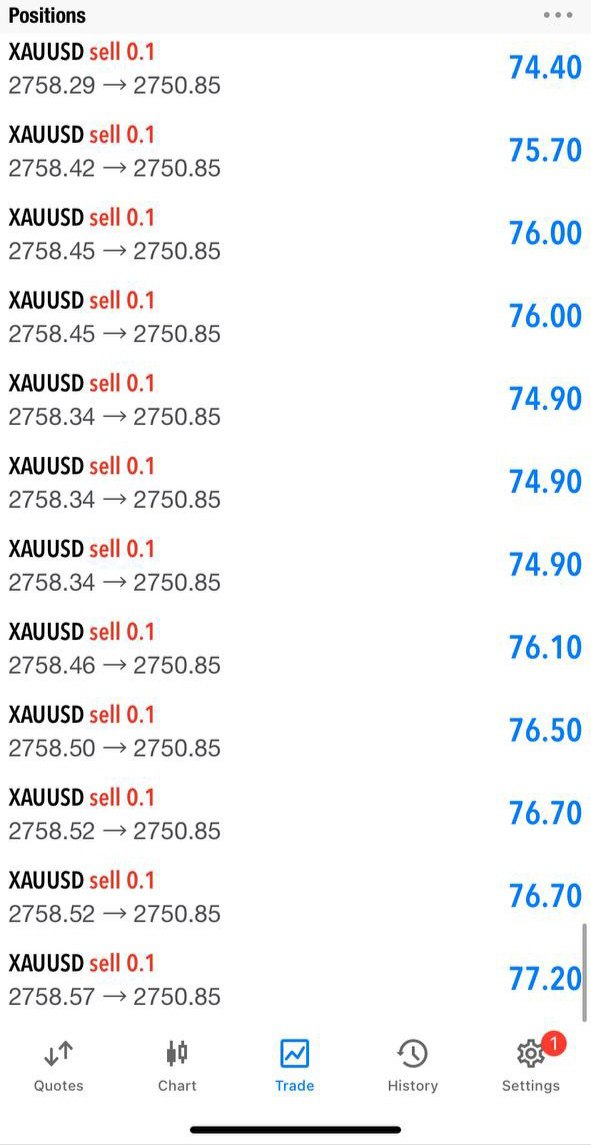 Positions
XAUUSD sell 0.1
74.40
2758.29 → 2750.85
XAUUSD sell 0.1
75.70
2758.42 → 2750.85
XAUUSD sell 0.1
76.00
2758.45 → 2750.85
XAUUSD sell 0.1
76.00
2758.45 → 2750.85
XAUUSD sell 0.1
74.90
2758.34 → 2750.85
XAUUSD sell 0.1
74.90
2758.34 → 2750.85
XAUUSD sell 0.1
74.90
2758.34 → 2750.85
XAUUSD sell 0.1
76.10
2758.46 → 2750.85
XAUUSD sell 0.1
76.50
2758.50 → 2750.85
XAUUSD sell 0.1
76.70
2758.52 → 2750.85
XAUUSD sell 0.1
76.70
2758.52 → 2750.85
XAUUSD sell 0.1
77.20
2758.57 → 2750.85
1
Quotes Chart Trade History Settings